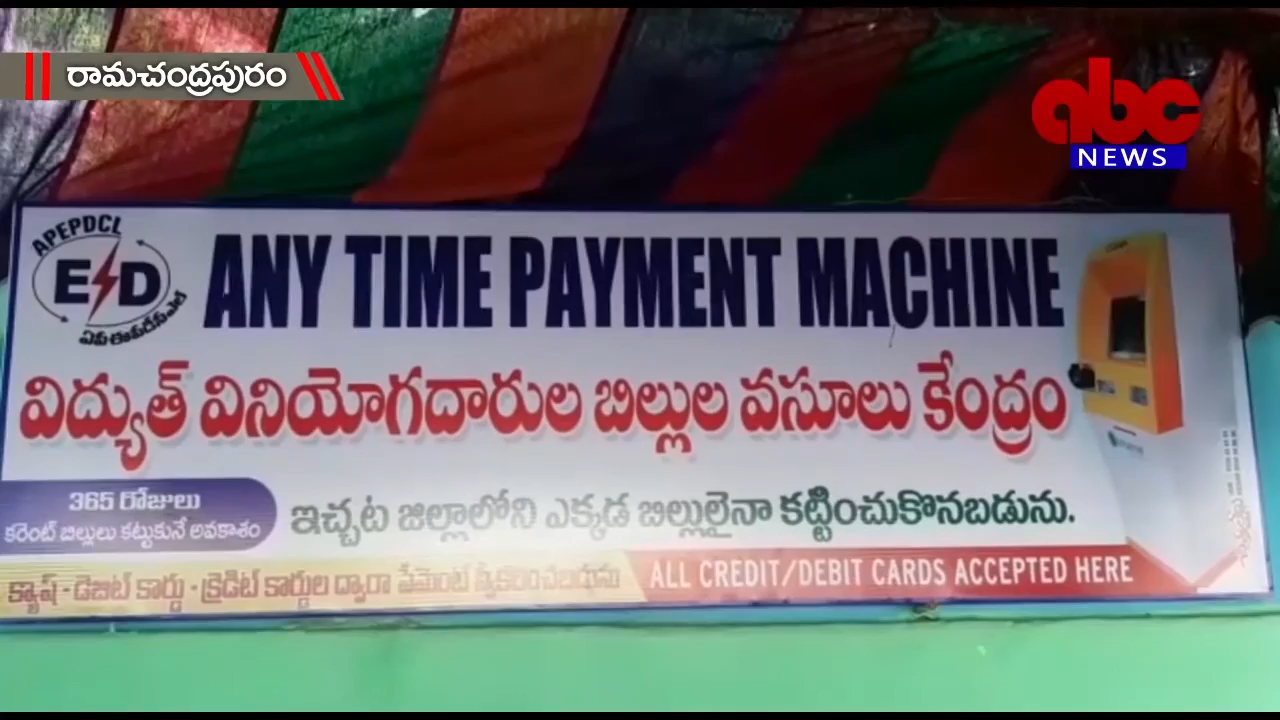 రామచంద్రపురం
abc
NEWS
APEPDCL
ESD
ఏపీఈపీడీసీఎల్
ANY TIME PAYMENT MACHINE
విద్యుత్ వినియోగదారుల బిల్లుల వసూలు కేంద్రం
365 రోజులు
కరెంట్ బిల్లులు కట్టుకునే అవకాశం
ఇచ్చట జిల్లాలోని ఎక్కడ బిల్లులైనా కట్టించుకొనబడును.
క్యాష్ - డెబిట్ కార్డు - క్రెడిట్ కార్డుల ద్వారా పేమెంట్ స్వీకరించబడును
ALL CREDIT/DEBIT CARDS ACCEPTED HERE